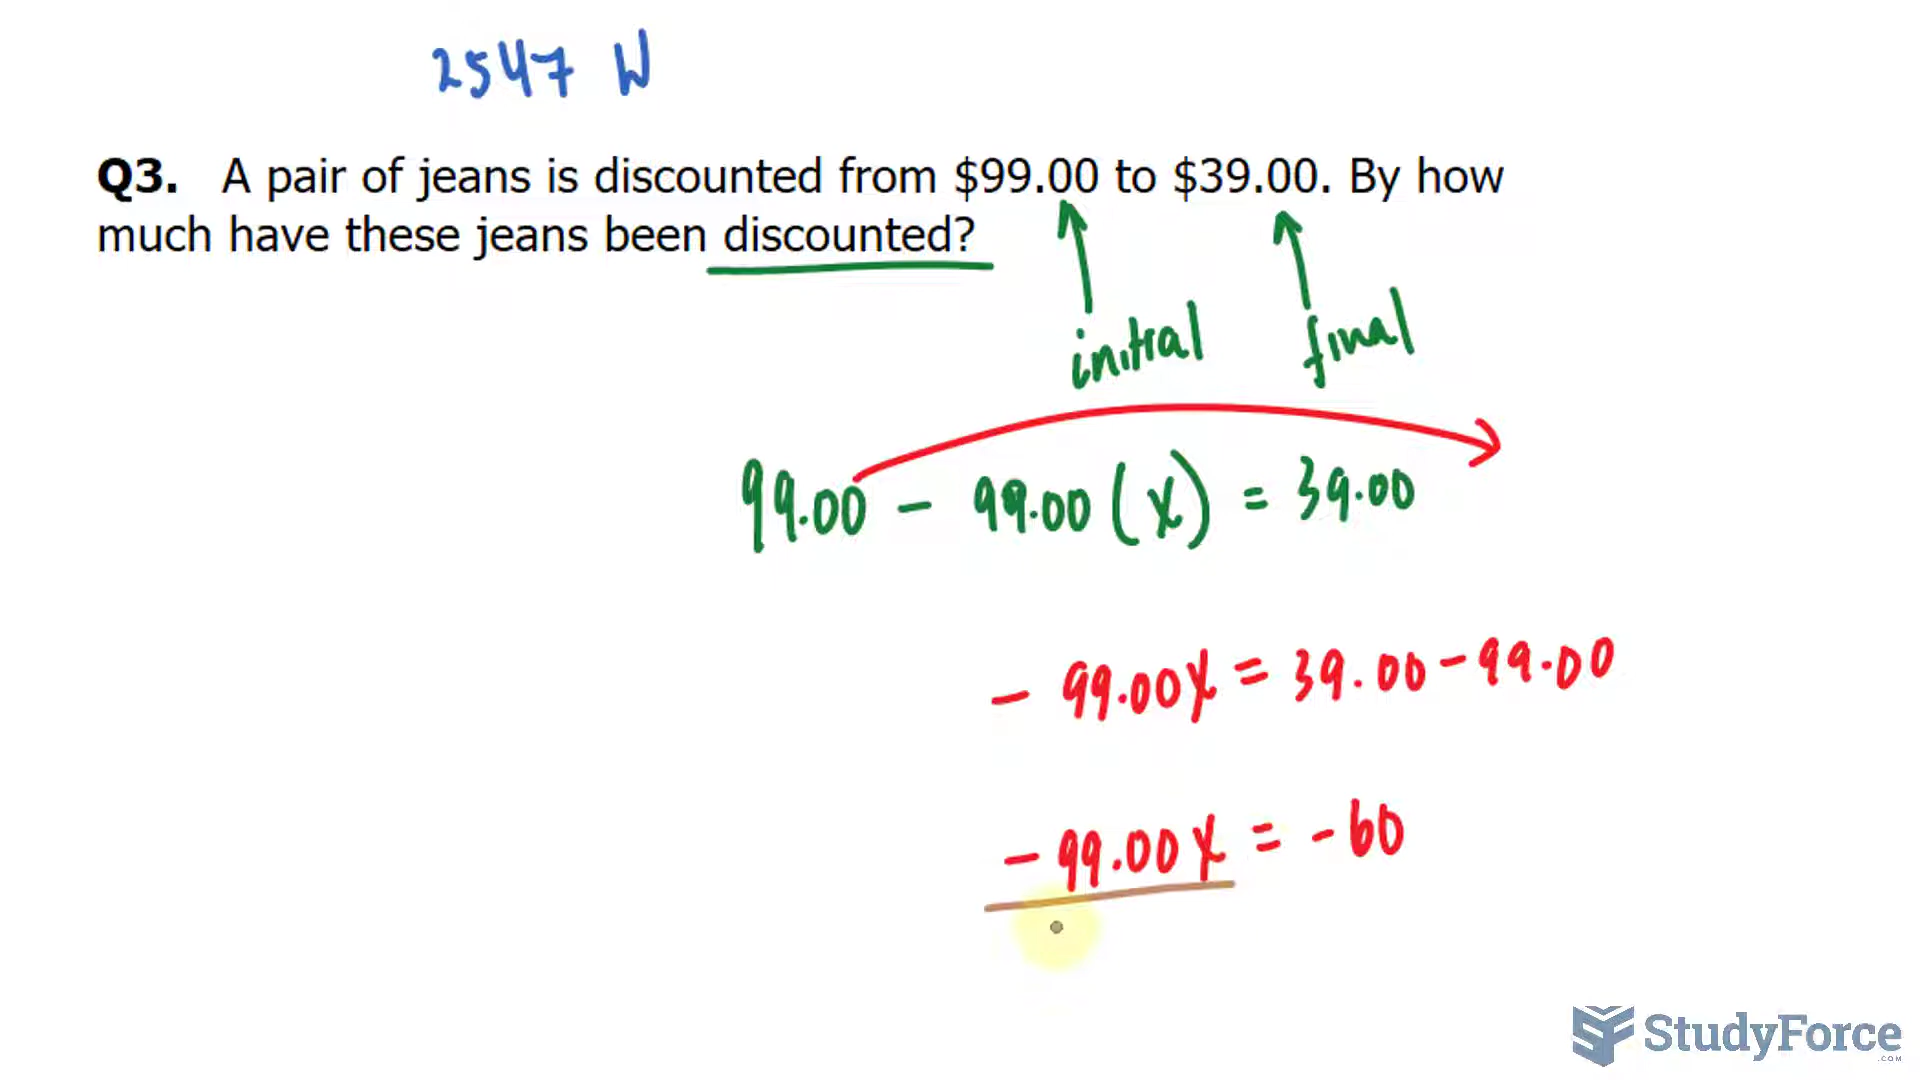 2547 W
Q3. A pair of jeans is discounted from $99.00 to $39.00. By how
much have these jeans been discounted?
initial final
99.00 - 99.00 (x) = 39.00
- 99.00x = 39.00 - 99.00
- 99.00x = -60
StudyForce
.COM